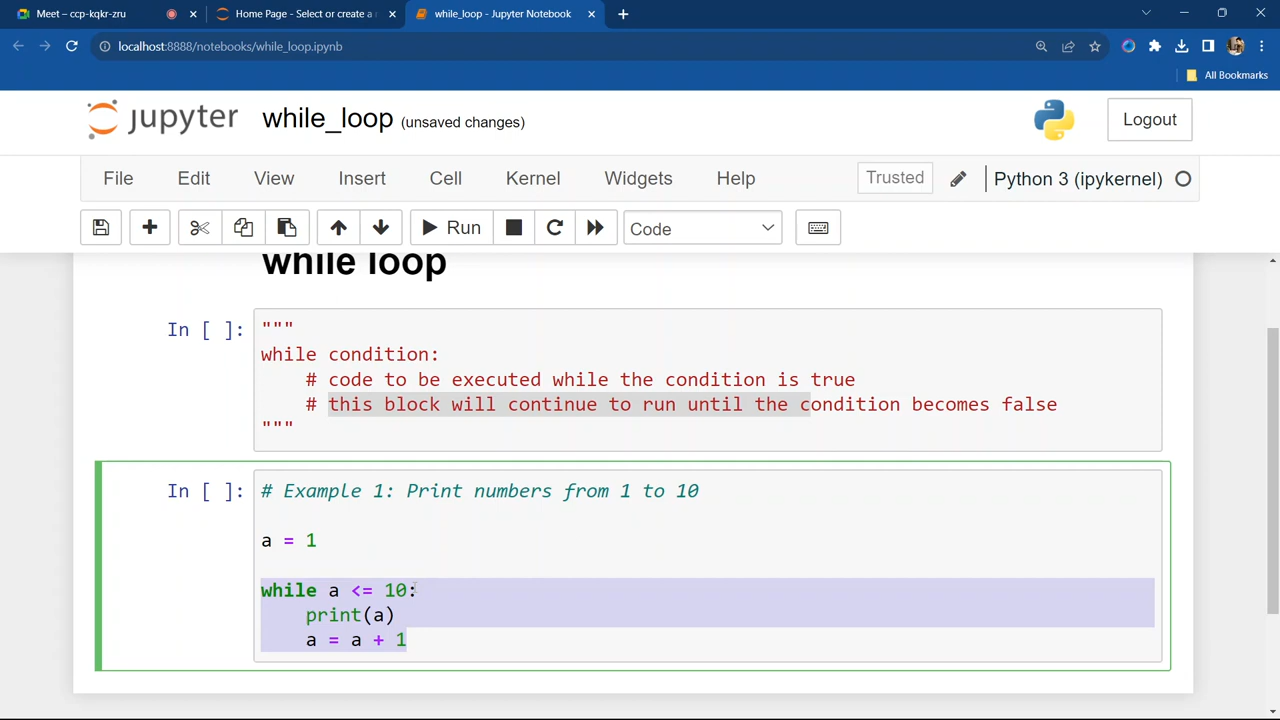 Meet – ccp-kqkr-zru
Home Page - Select or create a n
while_loop - Jupyter Notebook
localhost:8888/notebooks/while_loop.ipynb
All Bookmarks
jupyter while_loop (unsaved changes)
Logout
File Edit View Insert Cell Kernel Widgets Help
Trusted
Python 3 (ipykernel)
Run
Code
while loop
In [ ]: """
while condition:
# code to be executed while the condition is true
# this block will continue to run until the condition becomes false
"""
In [ ]: # Example 1: Print numbers from 1 to 10
a = 1
while a <= 10:
print(a)
a = a + 1